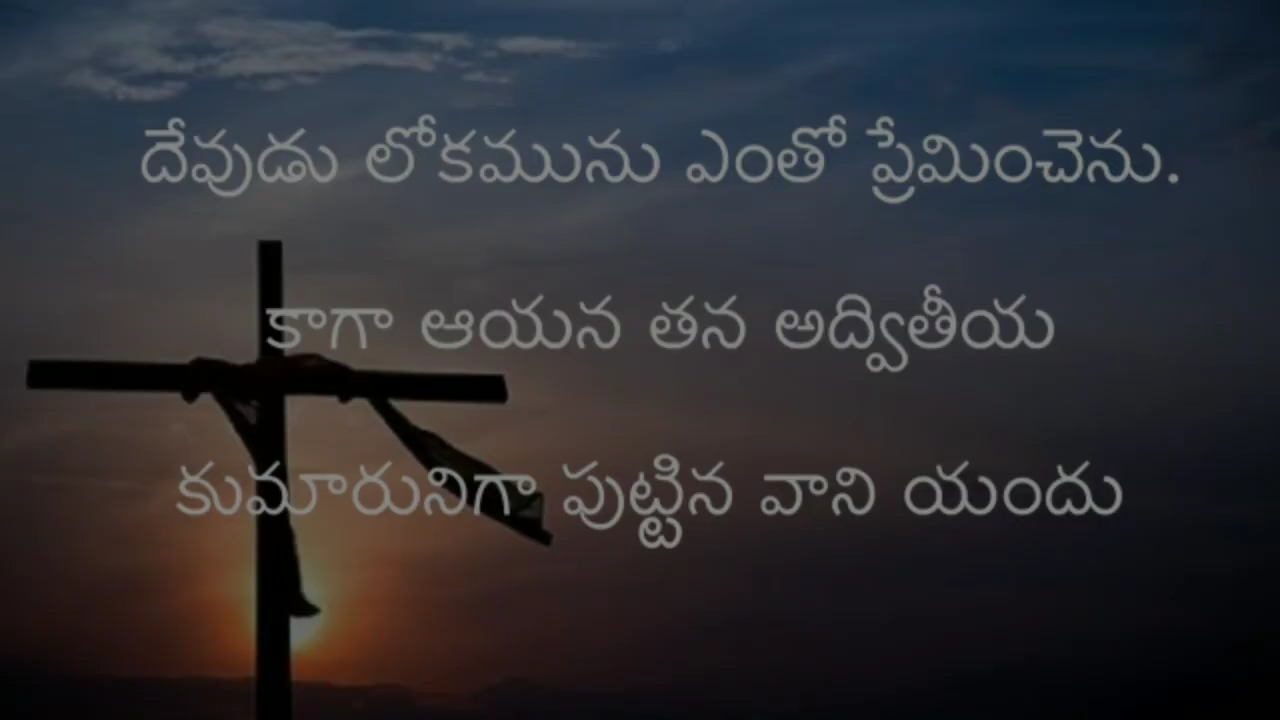 దేవుడు లోకమును ఎంతో ప్రేమించెను.
కాగా ఆయన తన అద్వితీయ
కుమారునిగా పుట్టిన వాని యందు